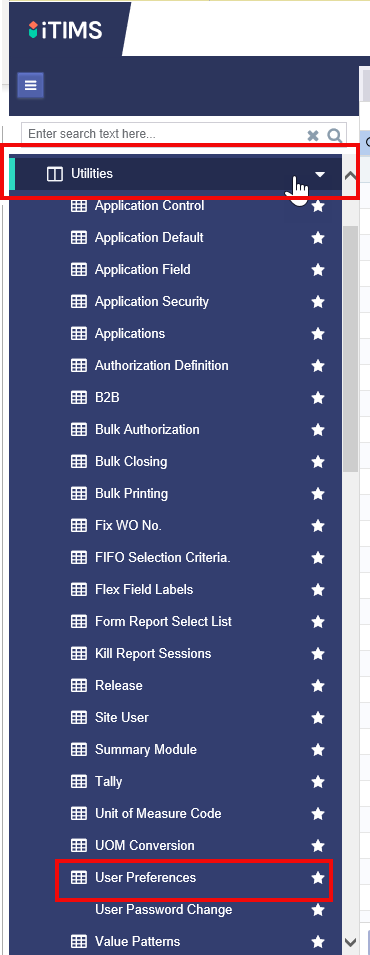 iTIMS
Enter search text here...
Utilities
Application Control
Application Default
Application Field
Application Security
Applications
Authorization Definition
B2B
Bulk Authorization
Bulk Closing
Bulk Printing
Fix WO No.
FIFO Selection Criteria.
Flex Field Labels
Form Report Select List
Kill Report Sessions
Release
Site User
Summary Module
Tally
Unit of Measure Code
UOM Conversion
User Preferences
User Password Change
Value Patterns